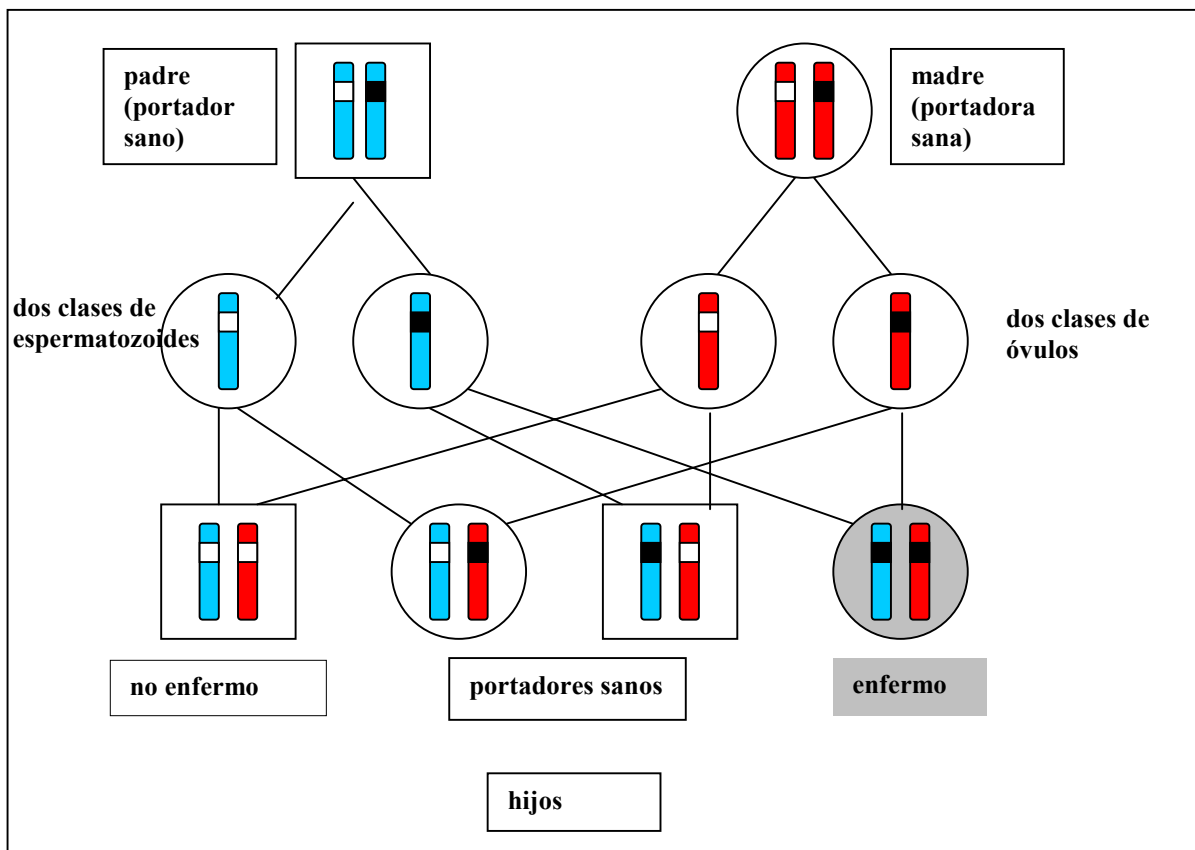 padre
(portador
sano)
madre
(portadora
sana)
dos clases de
espermatozoides
dos clases de
óvulos
no enfermo
portadores sanos
enfermo
hijos